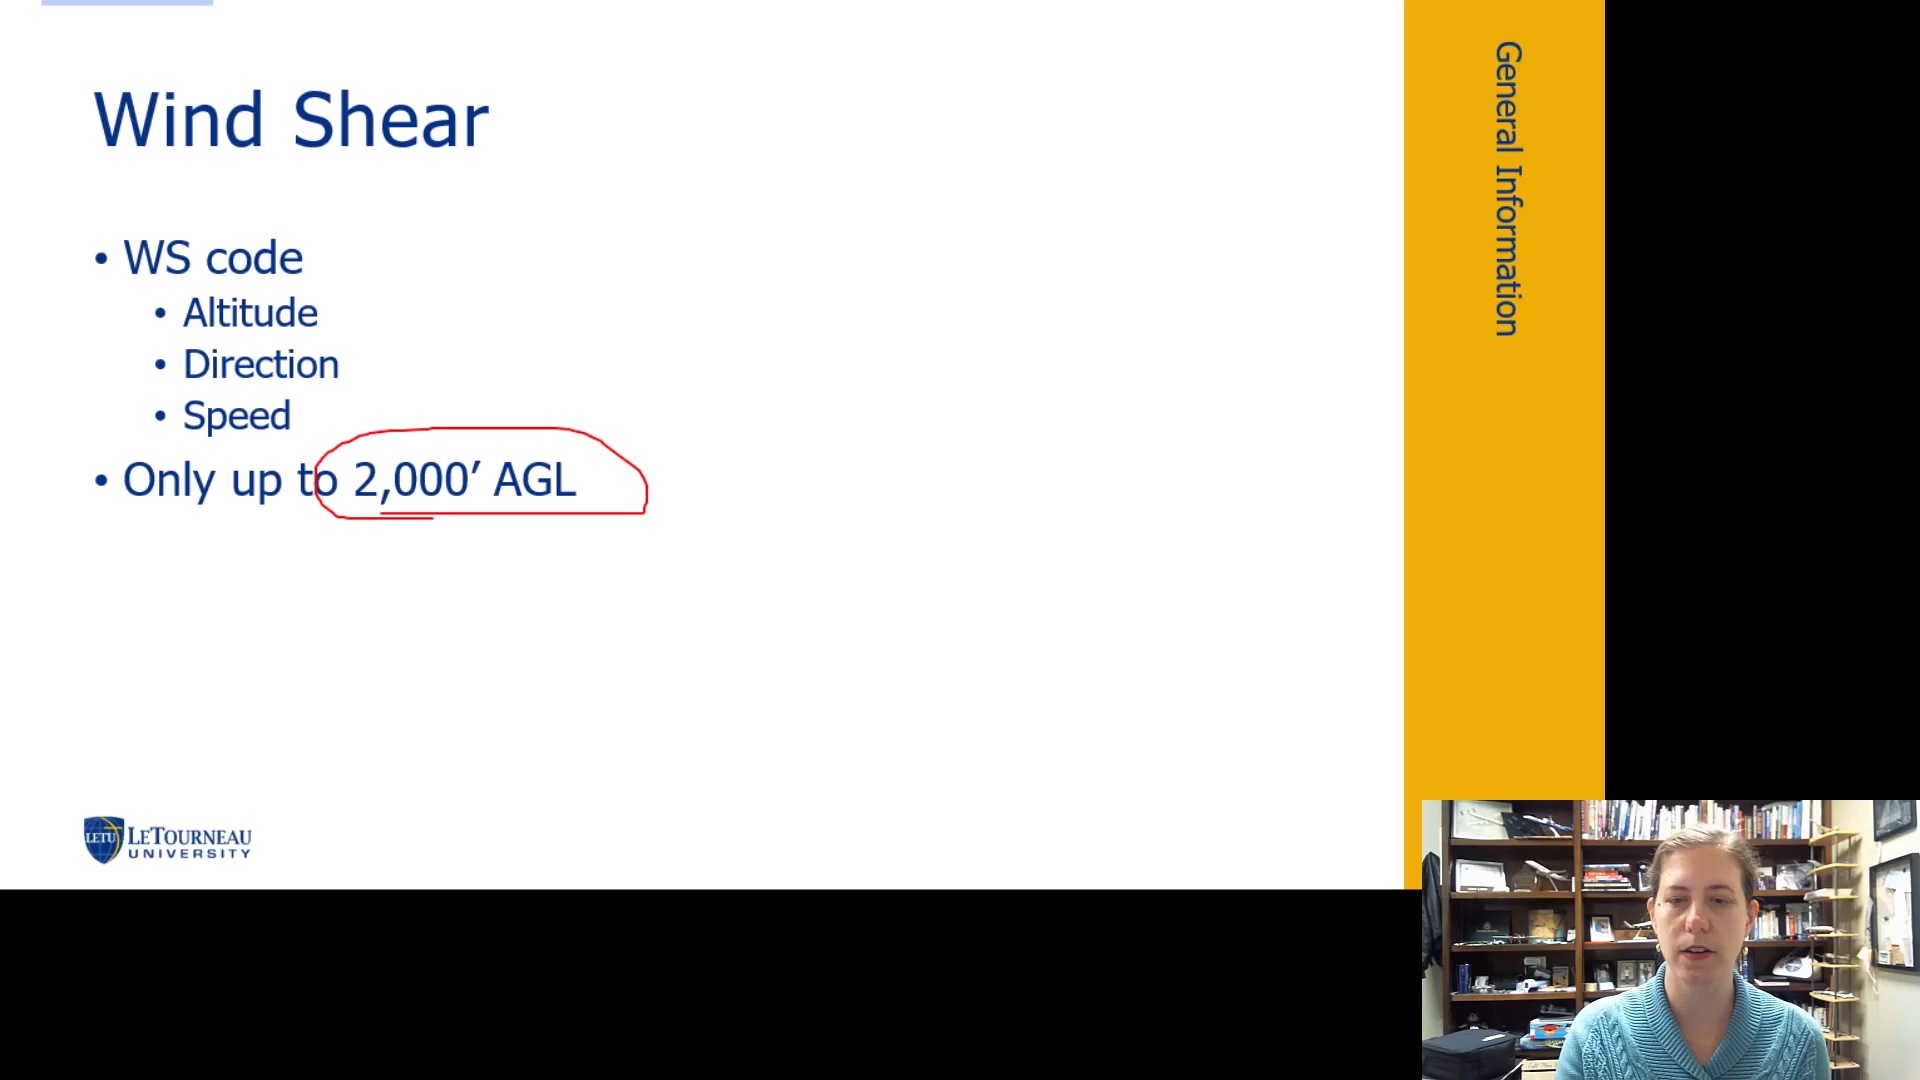 Wind Shear
• WS code
• Altitude
• Direction
• Speed
• Only up to 2,000’ AGL
General Information
LETU
LETOURNEAU
UNIVERSITY